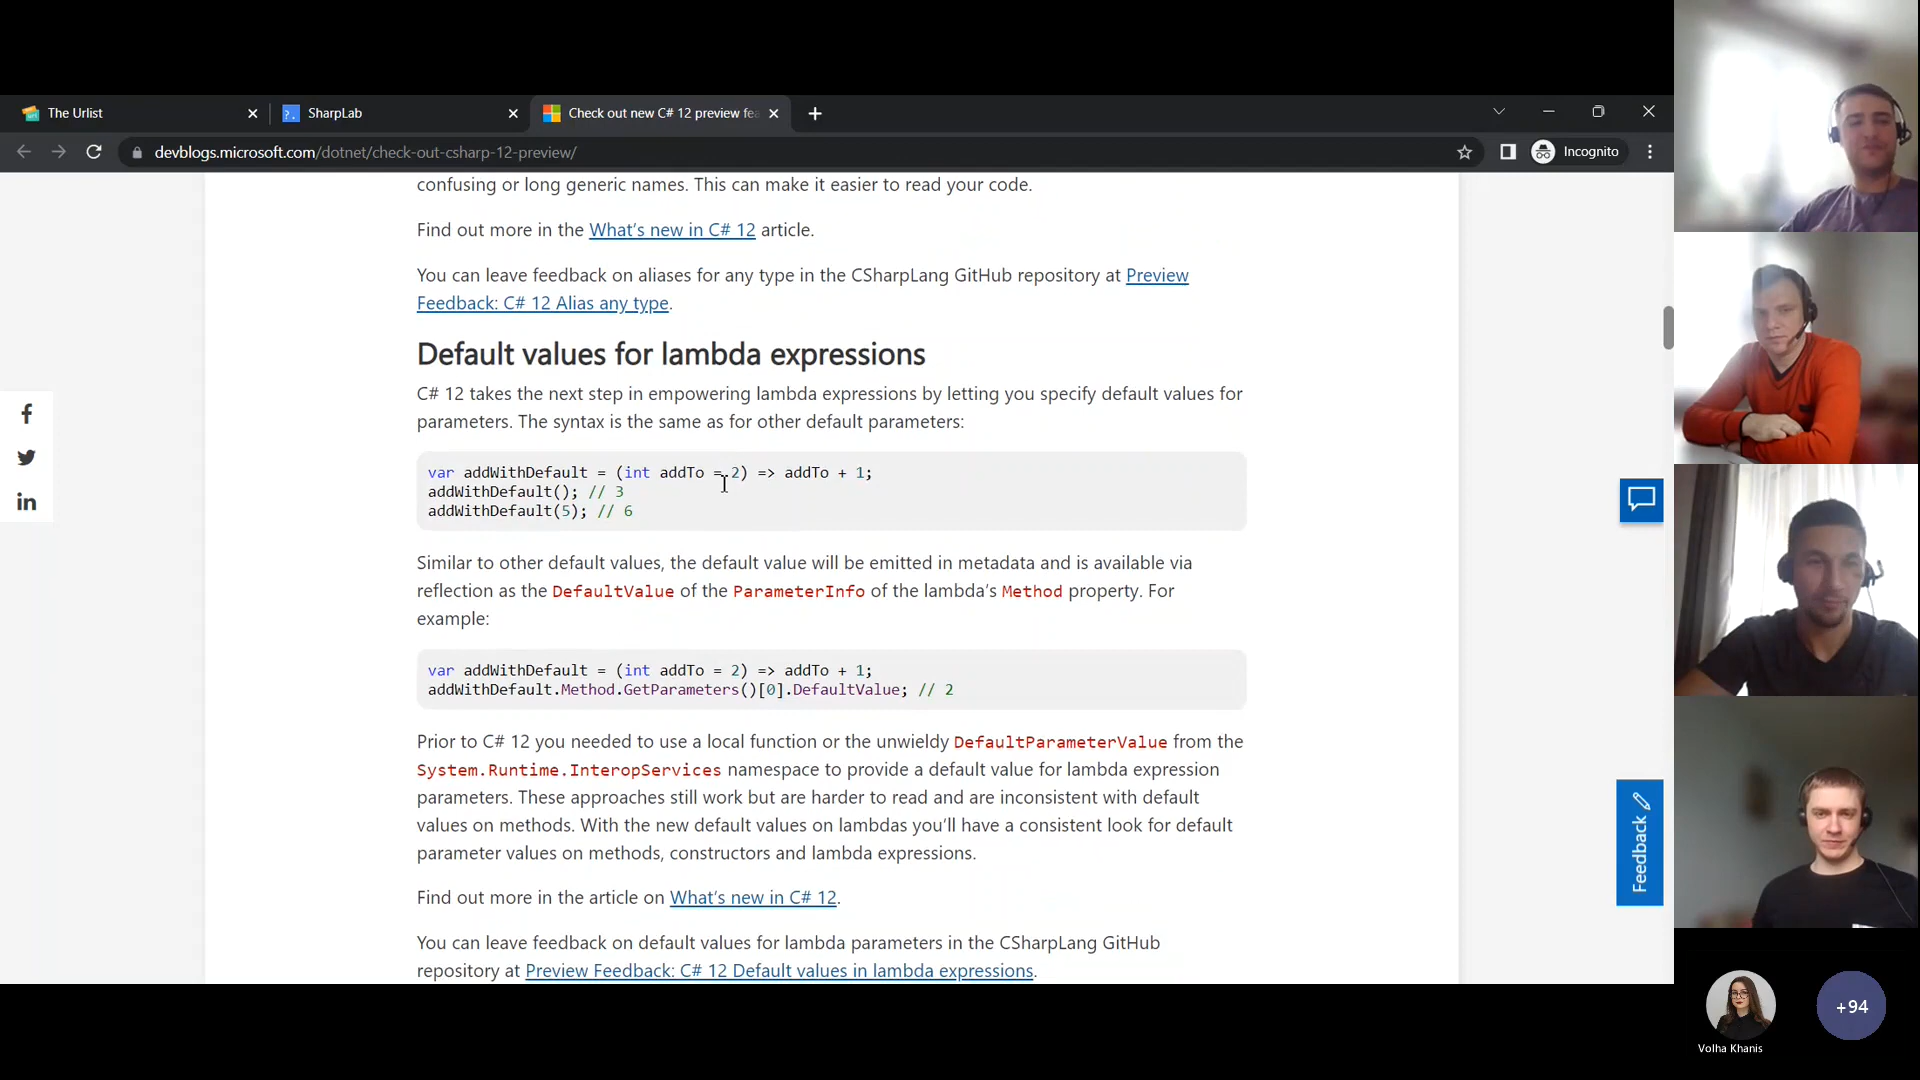 The Urlist
SharpLab
Check out new C# 12 preview fea
devblogs.microsoft.com/dotnet/check-out-csharp-12-preview/
Incognito
confusing or long generic names. This can make it easier to read your code.
Find out more in the What's new in C# 12 article.
You can leave feedback on aliases for any type in the CSharpLang GitHub repository at Preview
Feedback: C# 12 Alias any type.
Default values for lambda expressions
C# 12 takes the next step in empowering lambda expressions by letting you specify default values for
parameters. The syntax is the same as for other default parameters:
var addWithDefault = (int addTo = 2) => addTo + 1;
addWithDefault(); // 3
addWithDefault(5); // 6
Similar to other default values, the default value will be emitted in metadata and is available via
reflection as the DefaultValue of the ParameterInfo of the lambda's Method property. For
example:
var addWithDefault = (int addTo = 2) => addTo + 1;
addWithDefault.Method.GetParameters()[0].DefaultValue; // 2
Prior to C# 12 you needed to use a local function or the unwieldy DefaultParameterValue from the
System.Runtime.InteropServices namespace to provide a default value for lambda expression
parameters. These approaches still work but are harder to read and are inconsistent with default
values on methods. With the new default values on lambdas you'll have a consistent look for default
parameter values on methods, constructors and lambda expressions.
Find out more in the article on What's new in C# 12.
You can leave feedback on default values for lambda parameters in the CSharpLang GitHub
repository at Preview Feedback: C# 12 Default values in lambda expressions.
Feedback
+94
Volha Khanis